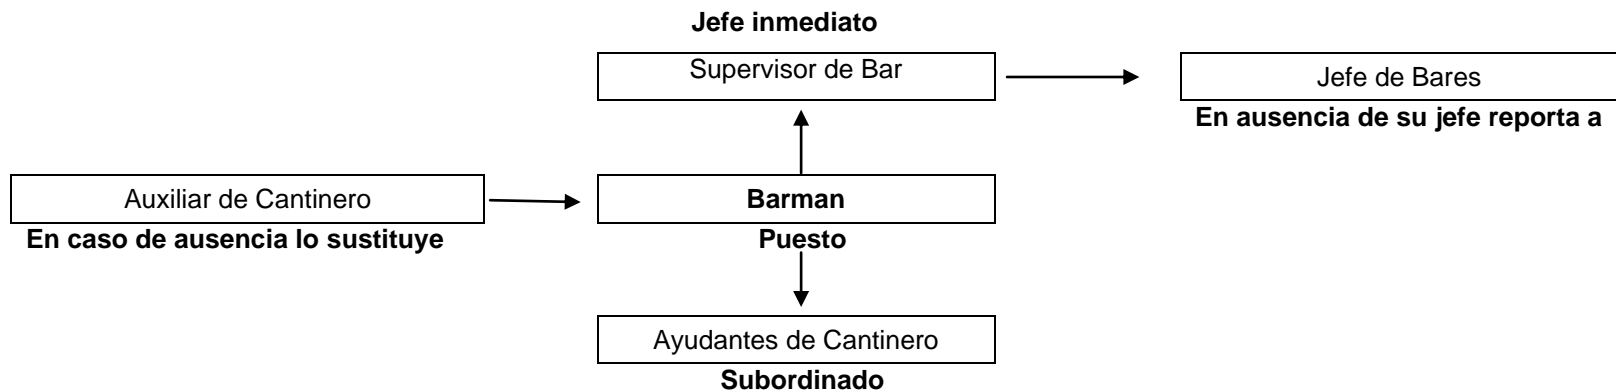 Jefe inmediato
Supervisor de Bar
Jefe de Bares
En ausencia de su jefe reporta a
Auxiliar de Cantinero
En caso de ausencia lo sustituye
Barman
Puesto
Ayudantes de Cantinero
Subordinado